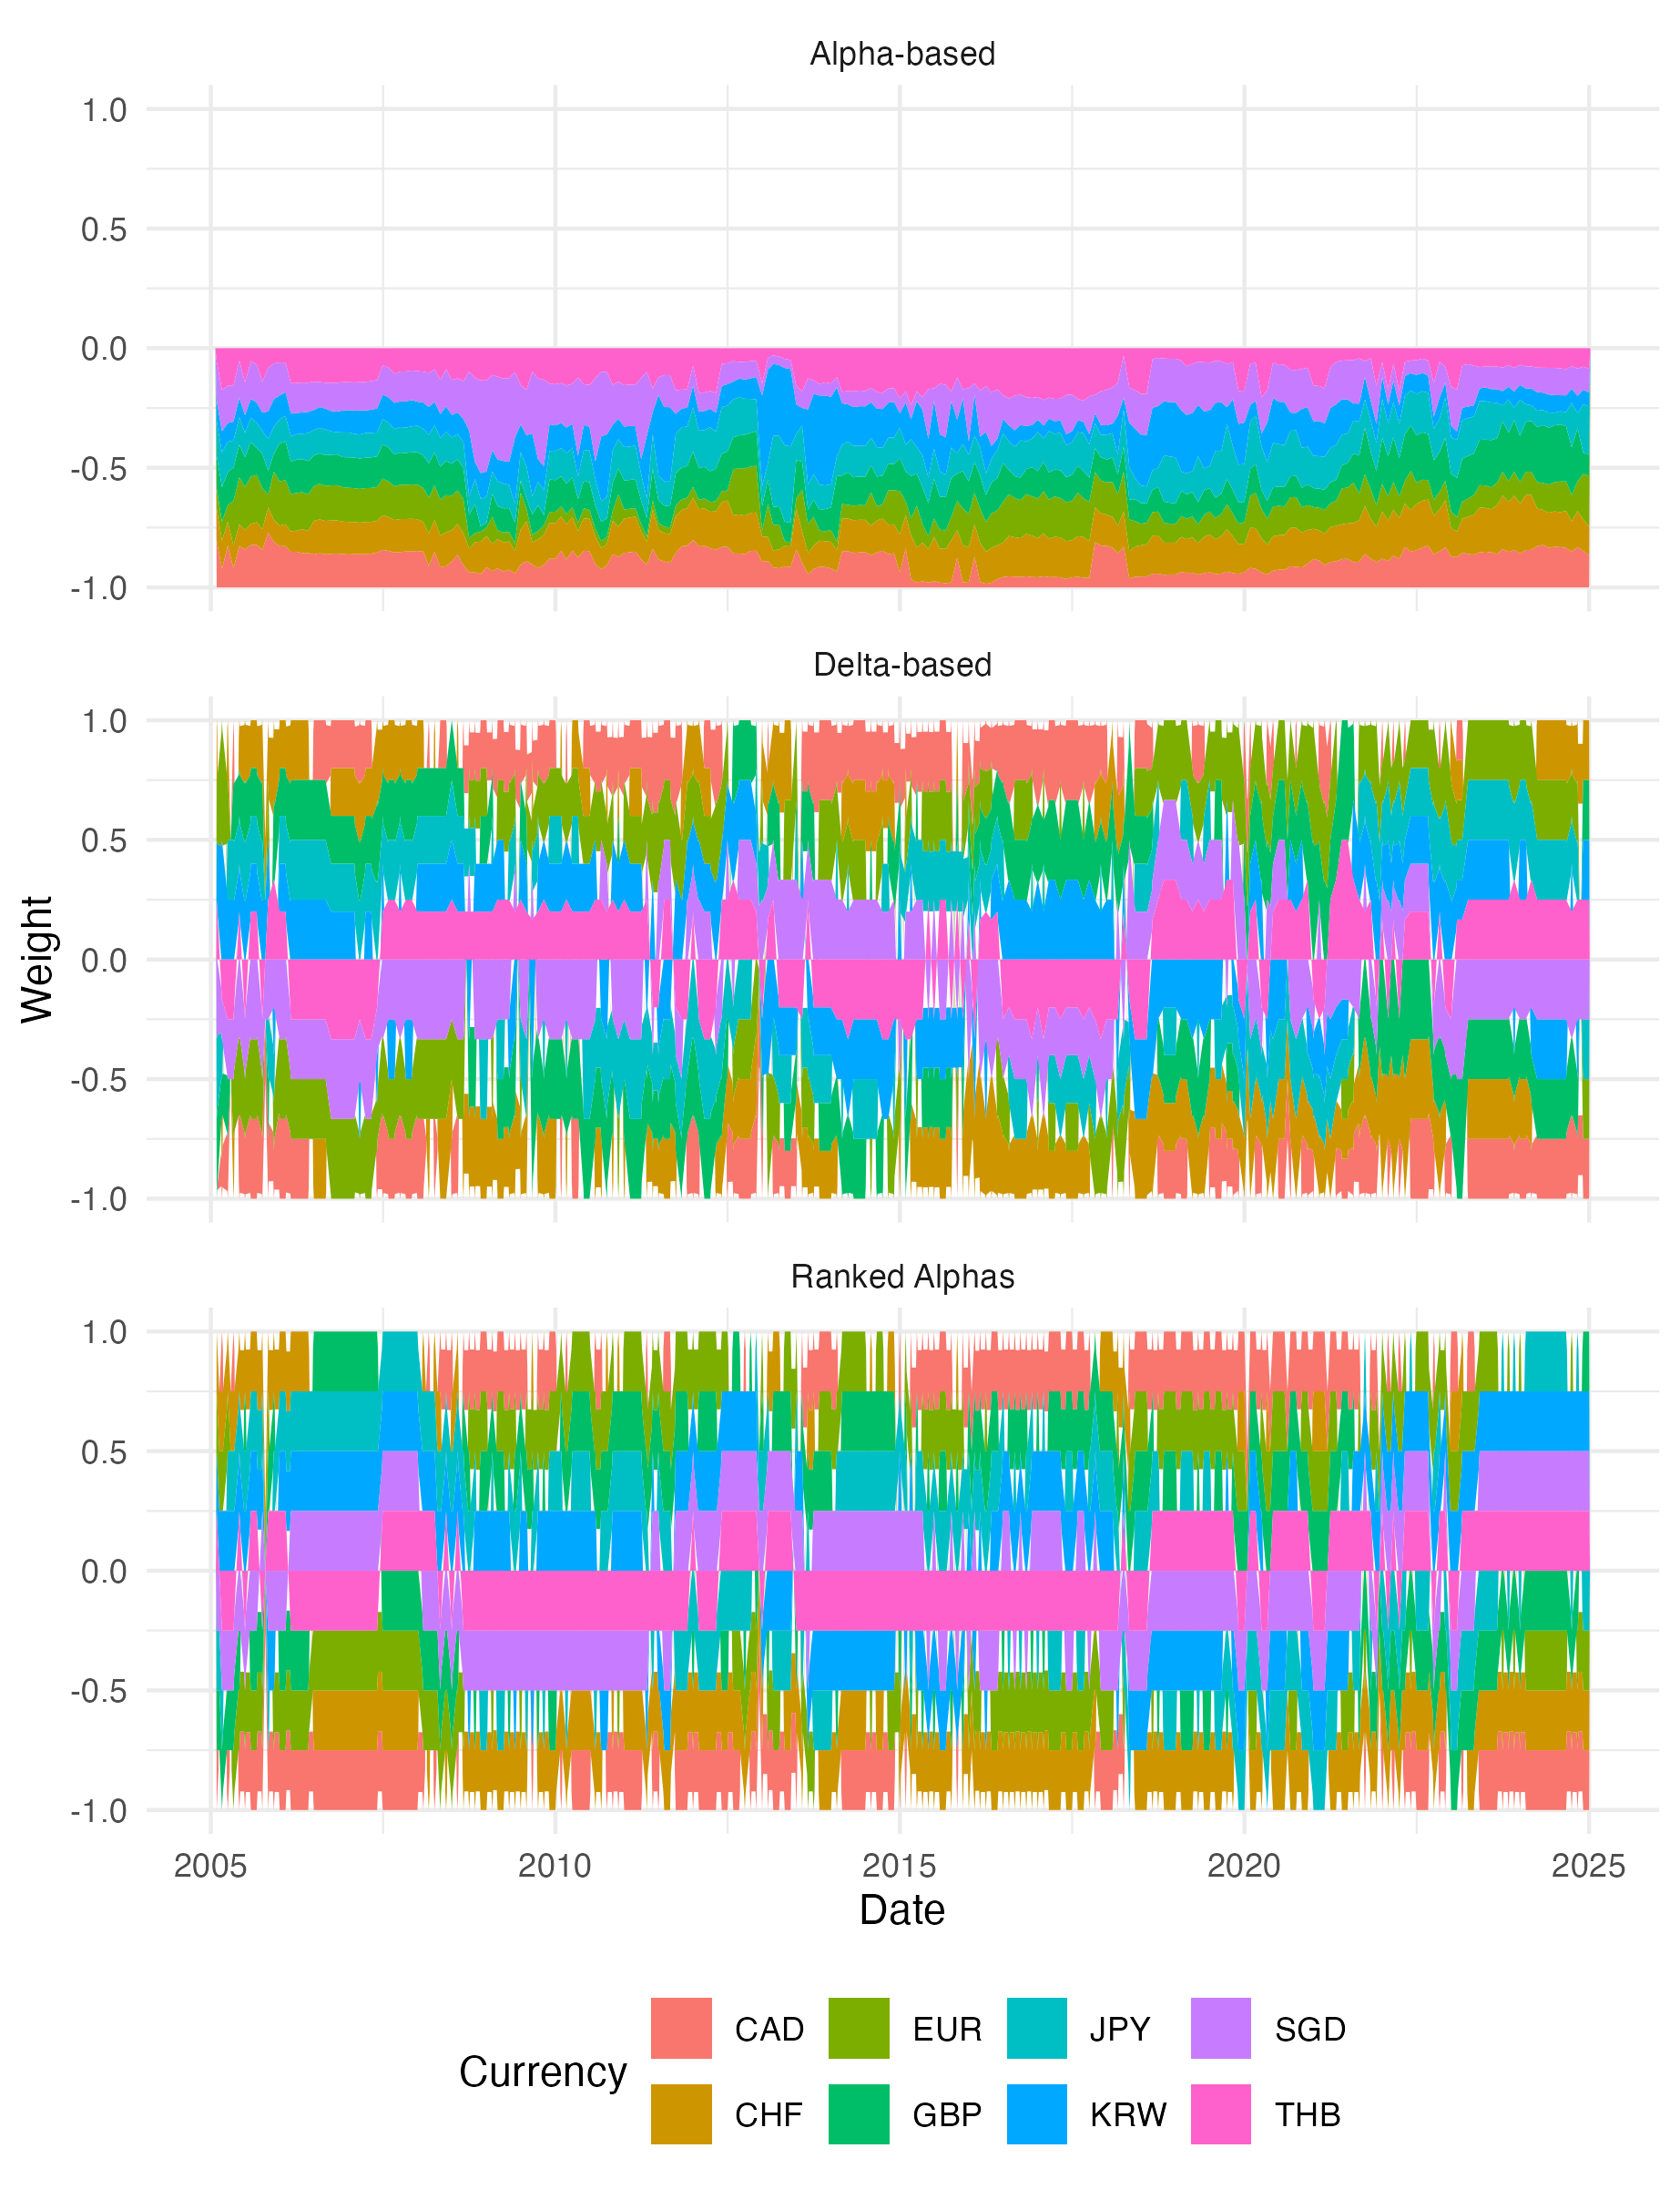 Alpha-based
1.0
0.5
0.0
-0.5
-1.0
Delta-based
1.0
0.5
0.0
-0.5
-1.0
Weight
Ranked Alphas
1.0
0.5
0.0
-0.5
-1.0
2005 2010 2015 2020 2025
Date
Currency
CAD EUR JPY SGD
CHF GBP KRW THB